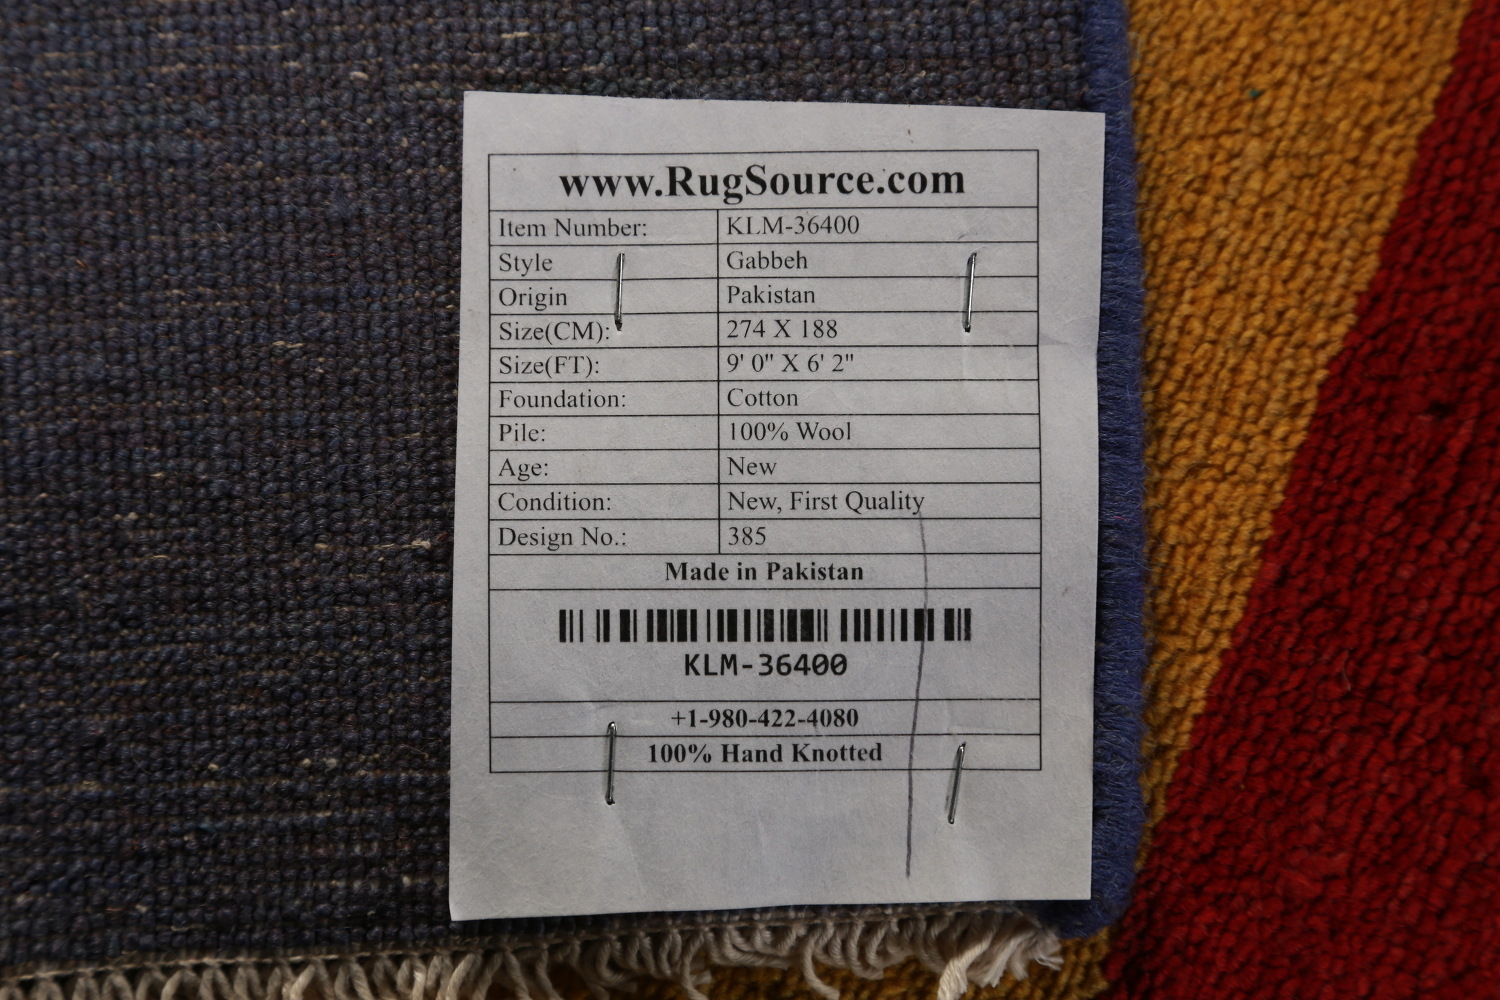 www.RugSource.com
Item Number: KLM-36400
Style Gabbeh
Origin Pakistan
Size(CM): 274 X 188
Size(FT): 9' 0" X 6' 2"
Foundation: Cotton
Pile: 100% Wool
Age: New
Condition: New, First Quality
Design No.: 385
Made in Pakistan
KLM-36400
+1-980-422-4080
100% Hand Knotted